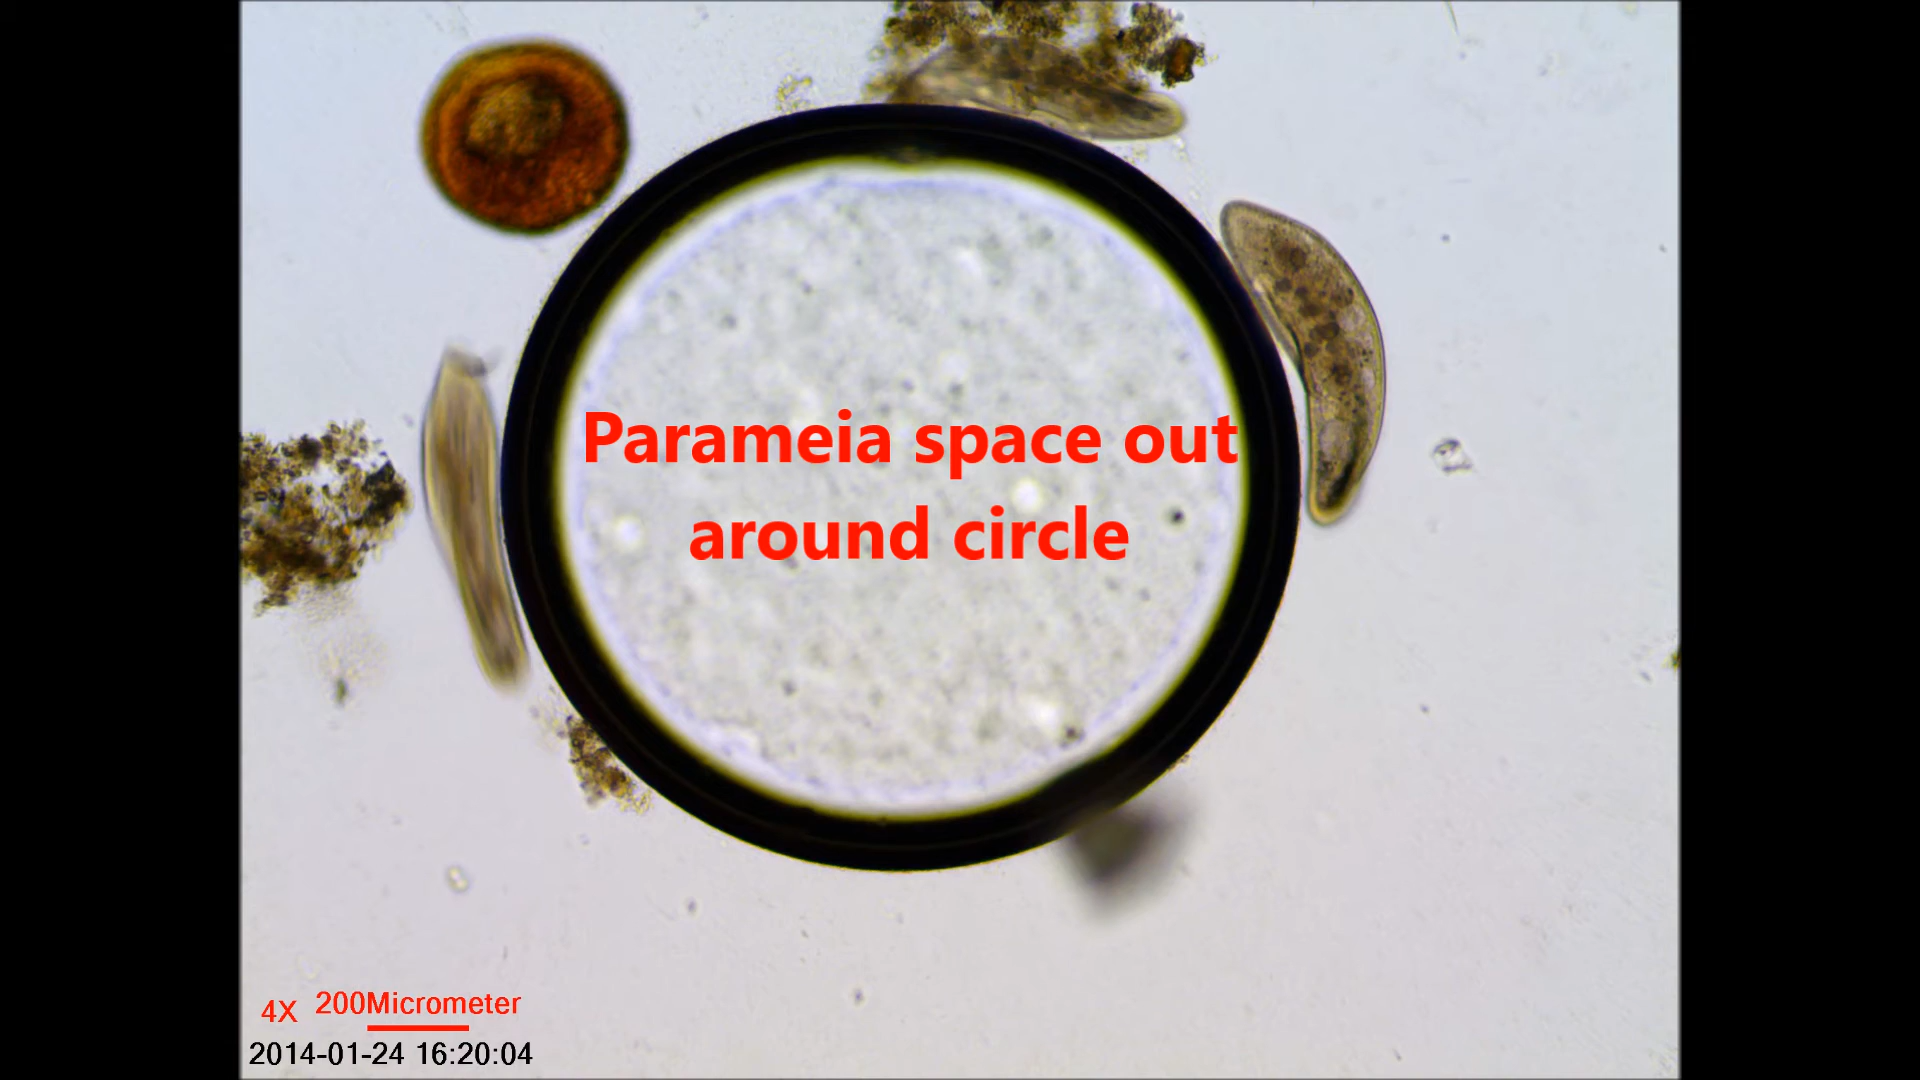 Parameia space out
around circle
4X 200Micrometer
2014-01-24 16:20:04